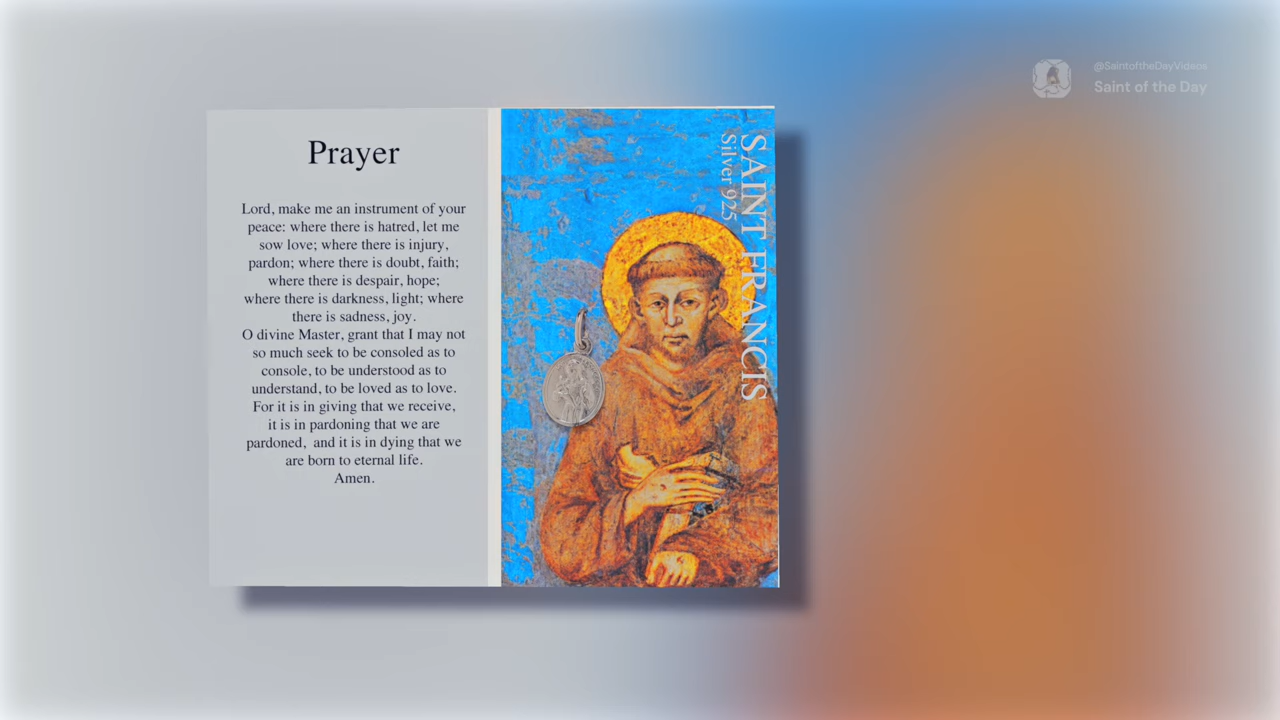 @SaintoftheDayVideos
Saint of the Day
Prayer
Lord, make me an instrument of your
peace: where there is hatred, let me
sow love; where there is injury,
pardon; where there is doubt, faith;
where there is despair, hope;
where there is darkness, light; where
there is sadness, joy.
O divine Master, grant that I may not
so much seek to be consoled as to
console, to be understood as to
understand, to be loved as to love.
For it is in giving that we receive,
it is in pardoning that we are
pardoned, and it is in dying that we
are born to eternal life.
Amen.
SAINT FRANCIS
Silver 925